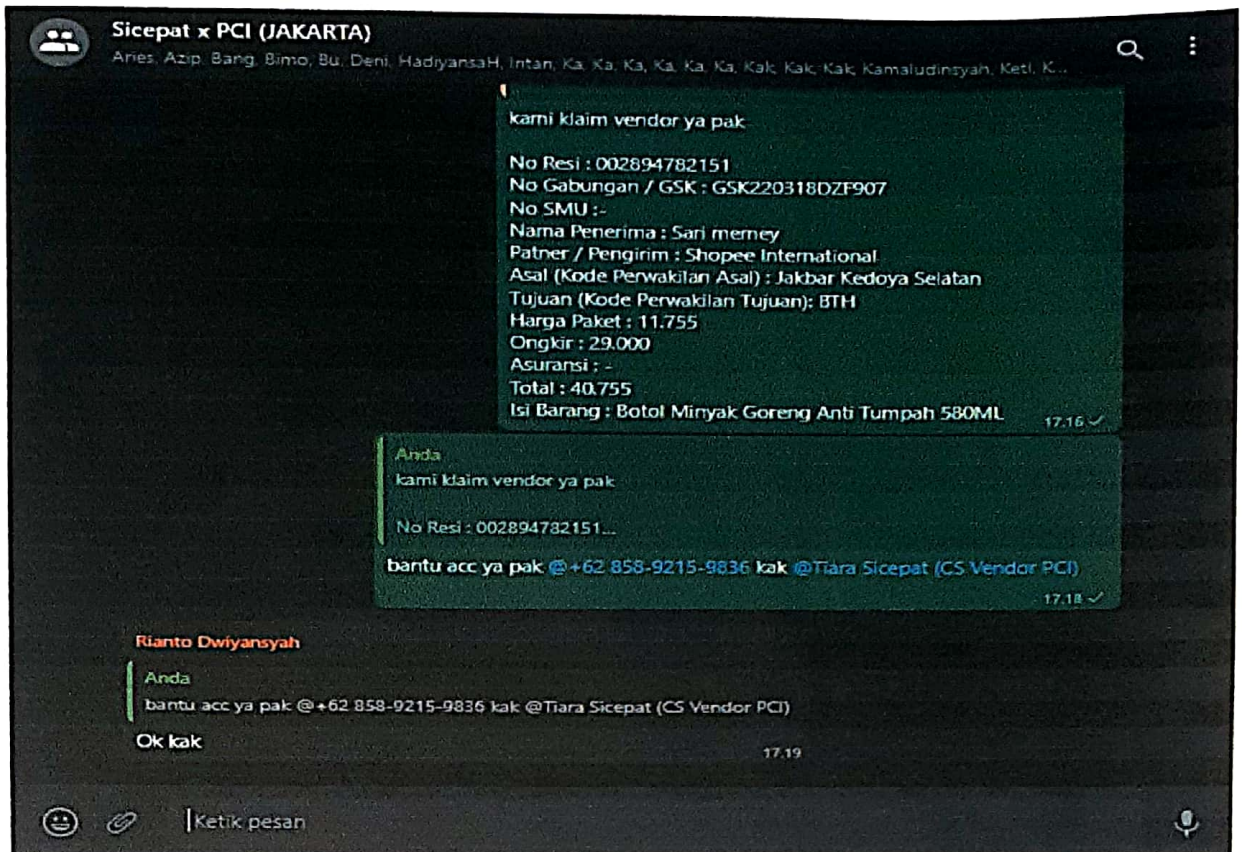 Sicepat x PCI (JAKARTA)
Aries, Azip, Bang, Bimo, Bu, Deni, HadiyansaH, Intan, Ka, Ka, Ka, Ka, Ka, Ka, Kak, Kak, Kak, Kamaludinsyah, Ketl, K...
kami klaim vendor ya pak
No Resi : 002894782151
No Gabungan / GSK : GSK220318DZF907
No SMU :-
Nama Penerima : Sari memey
Patner / Pengirim : Shopee International
Asal (Kode Perwakilan Asal) : Jakbar Kedoya Selatan
Tujuan (Kode Perwakilan Tujuan): BTH
Harga Paket : 11.755
Ongkir : 29.000
Asuransi : -
Total : 40.755
Isi Barang : Botol Minyak Goreng Anti Tumpah 580ML
17.16
Anda
kami klaim vendor ya pak
No Resi : 002894782151...
bantu acc ya pak @+62 858-9215-9836 kak @Tiara Sicepat (CS Vendor PCI)
17.18
Rianto Dwiyansyah
Anda
bantu acc ya pak @+62 858-9215-9836 kak @Tiara Sicepat (CS Vendor PCI)
Ok kak
17.19
Ketik pesan